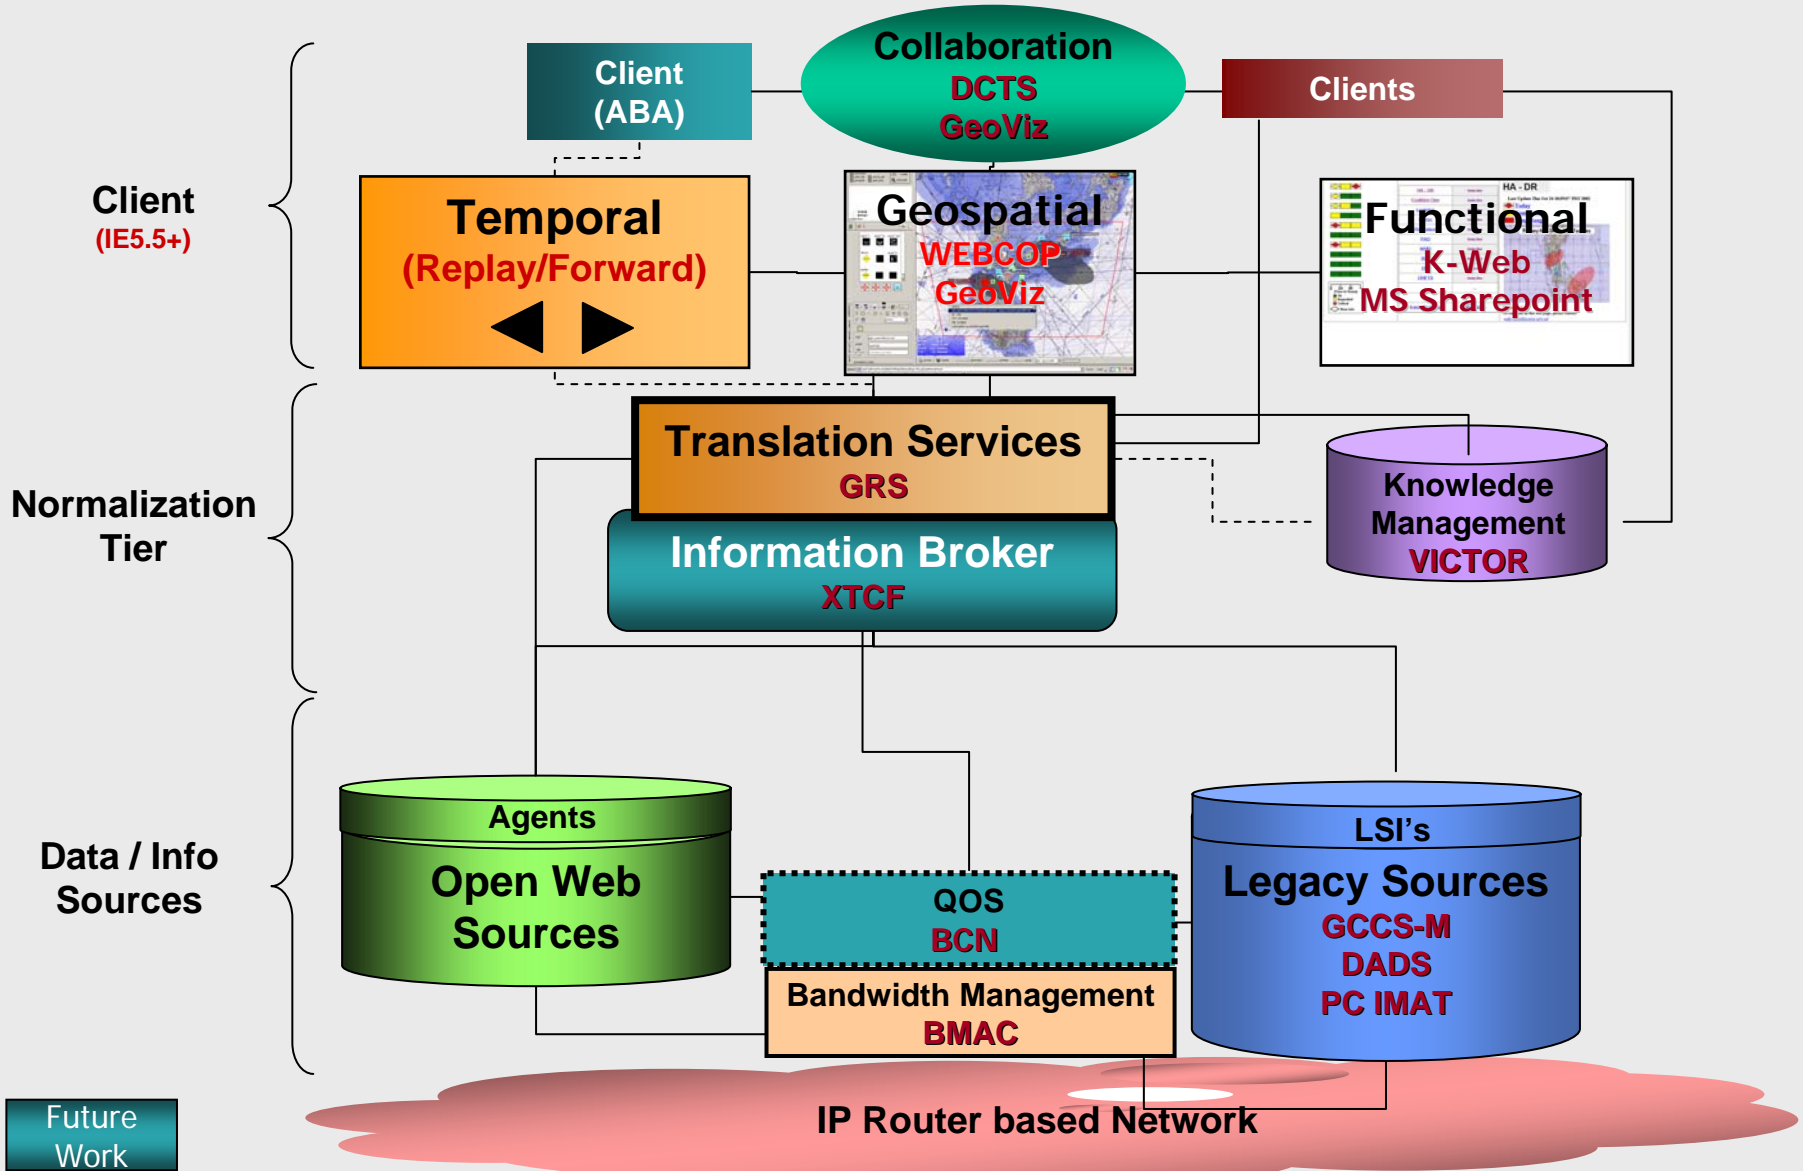 Collaboration
DCTS
GeoViz
Client
(ABA)
Clients
Client
(IE5.5+)
Temporal
(Replay/Forward)
Geospatial
WEBCOP
GeoViz
HA - DR
Functional
K-Web
MS Sharepoint
Normalization
Tier
Translation Services
GRS
Information Broker
XTCF
Knowledge
Management
VICTOR
Data / Info
Sources
Agents
Open Web
Sources
QOS
BCN
Bandwidth Management
BMAC
LSI's
Legacy Sources
GCCS-M
DADS
PC IMAT
IP Router based Network
Future
Work